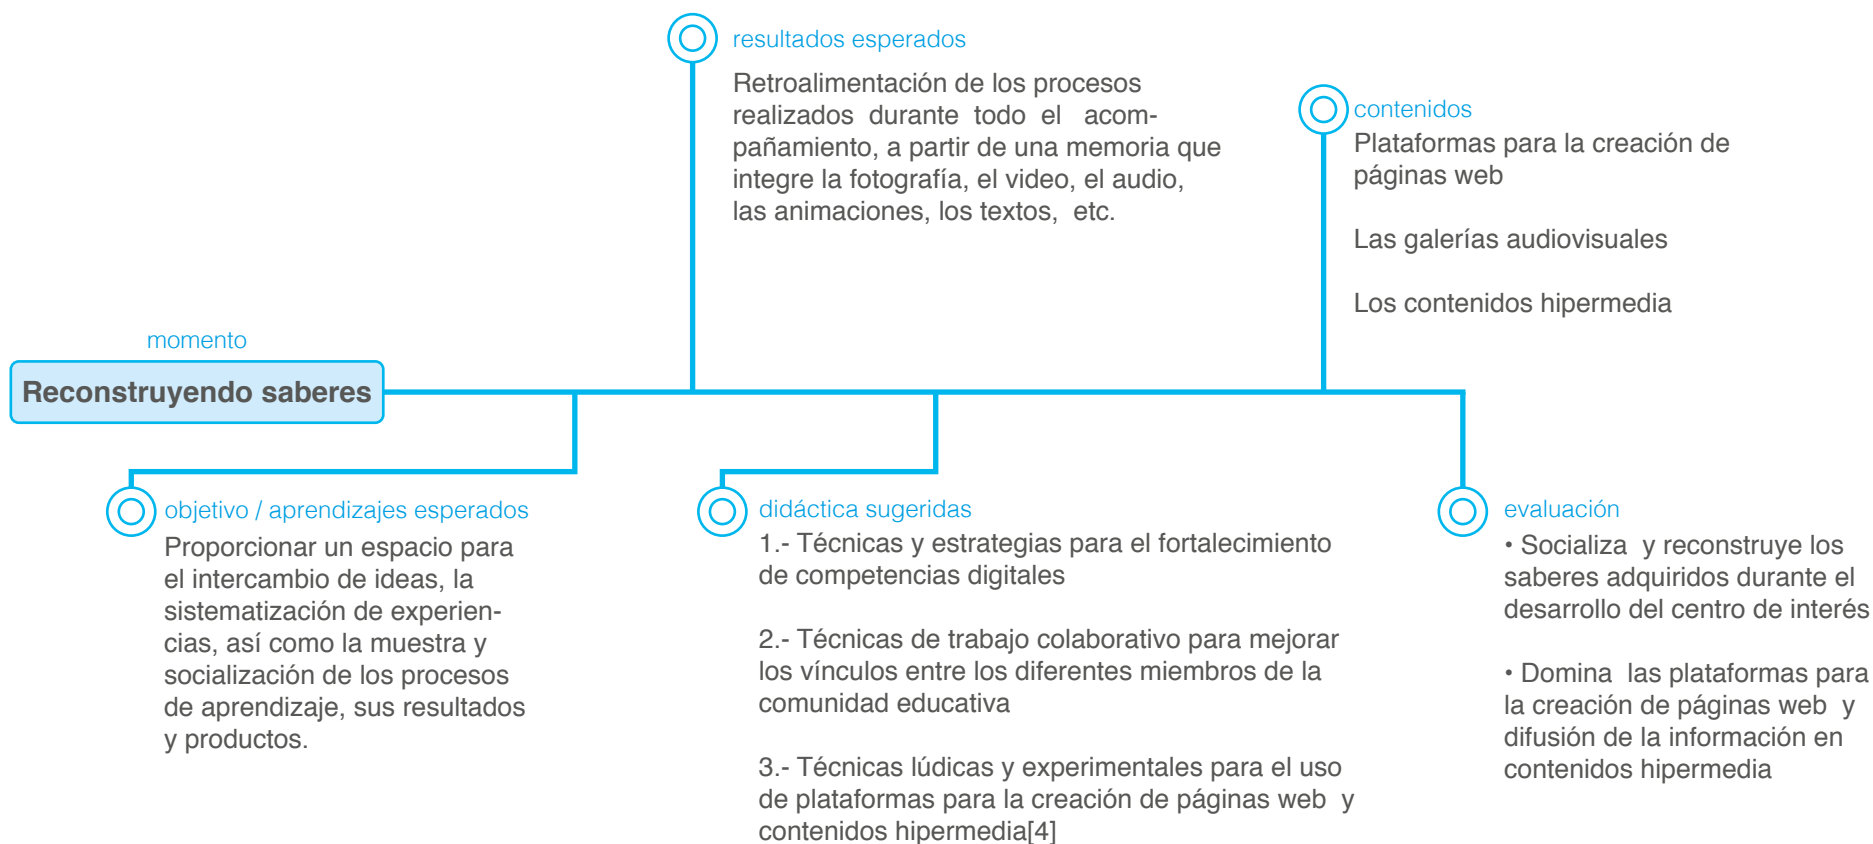 resultados esperados
Retroalimentación de los procesos
realizados durante todo el acom-
pañamiento, a partir de una memoria que
integre la fotografía, el video, el audio,
las animaciones, los textos, etc.
contenidos
Plataformas para la creación de
páginas web
Las galerías audiovisuales
Los contenidos hipermedia
momento
Reconstruyendo saberes
objetivo / aprendizajes esperados
Proporcionar un espacio para
el intercambio de ideas, la
sistematización de experien-
cias, así como la muestra y
socialización de los procesos
de aprendizaje, sus resultados
y productos.
didáctica sugeridas
1.- Técnicas y estrategias para el fortalecimiento
de competencias digitales
2.- Técnicas de trabajo colaborativo para mejorar
los vínculos entre los diferentes miembros de la
comunidad educativa
3.- Técnicas lúdicas y experimentales para el uso
de plataformas para la creación de páginas web y
contenidos hipermedia[4]
evaluación
• Socializa y reconstruye los
saberes adquiridos durante el
desarrollo del centro de interés
• Domina las plataformas para
la creación de páginas web y
difusión de la información en
contenidos hipermedia